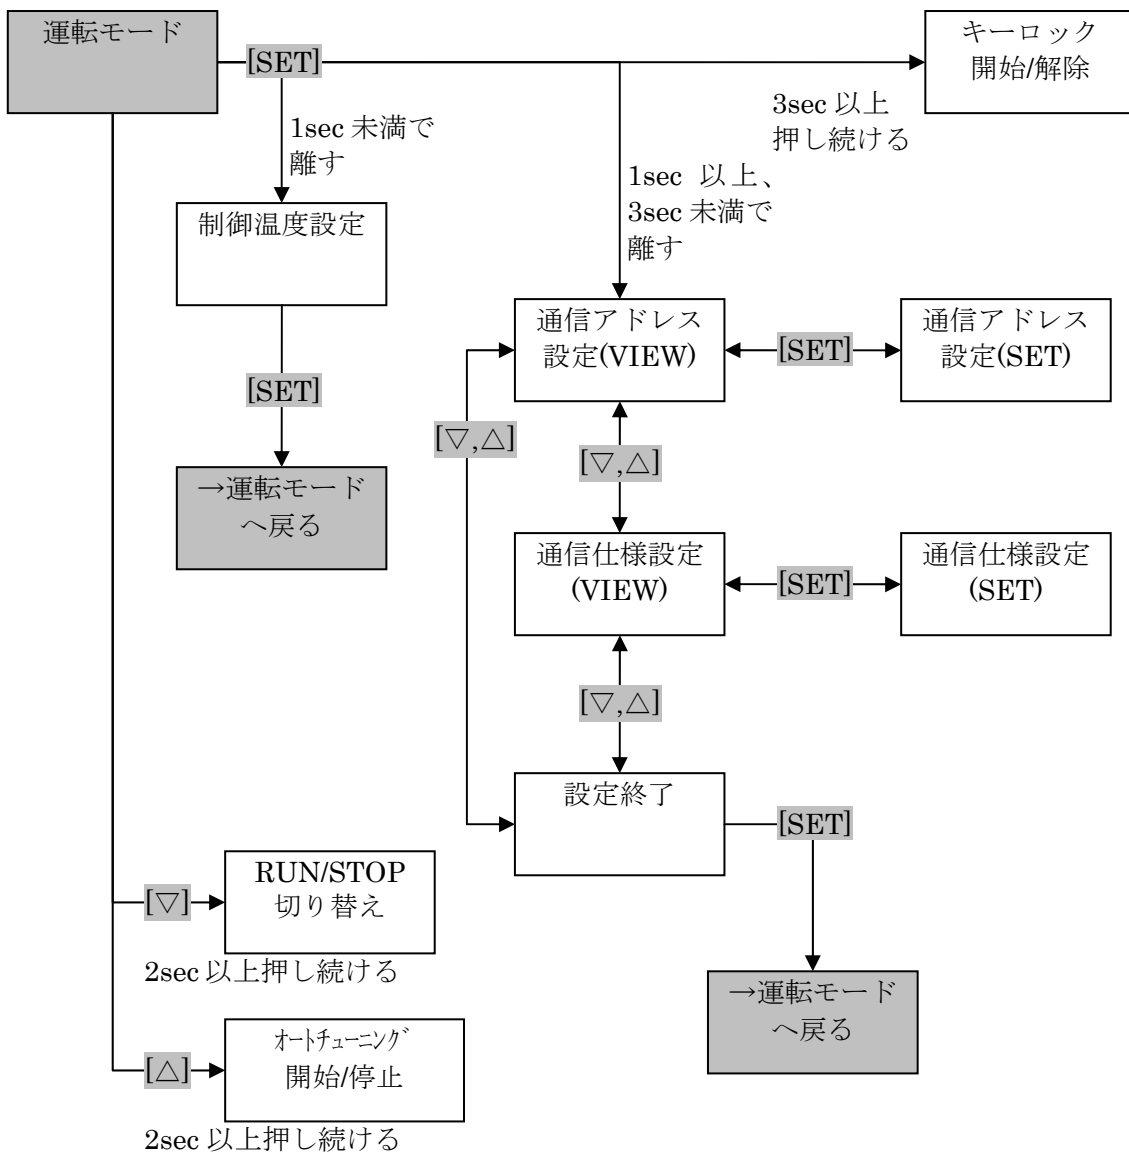 運転モード
[SET]
キーロック
開始/解除
3sec 以上
押し続ける
1sec 未満で
離す
1sec 以上、
3sec 未満で
離す
制御温度設定
[SET]
→運転モード
へ戻る
通信アドレス
設定(VIEW)
[SET]
通信アドレス
設定(SET)
[▽,△]
[▽,△]
通信仕様設定
(VIEW)
[SET]
通信仕様設定
(SET)
[▽,△]
設定終了
[SET]
→運転モード
へ戻る
[▽]
RUN/STOP
切り替え
2sec 以上押し続ける
[△]
ｵｰﾄﾁｭｰﾆﾝｸﾞ
開始/停止
2sec 以上押し続ける